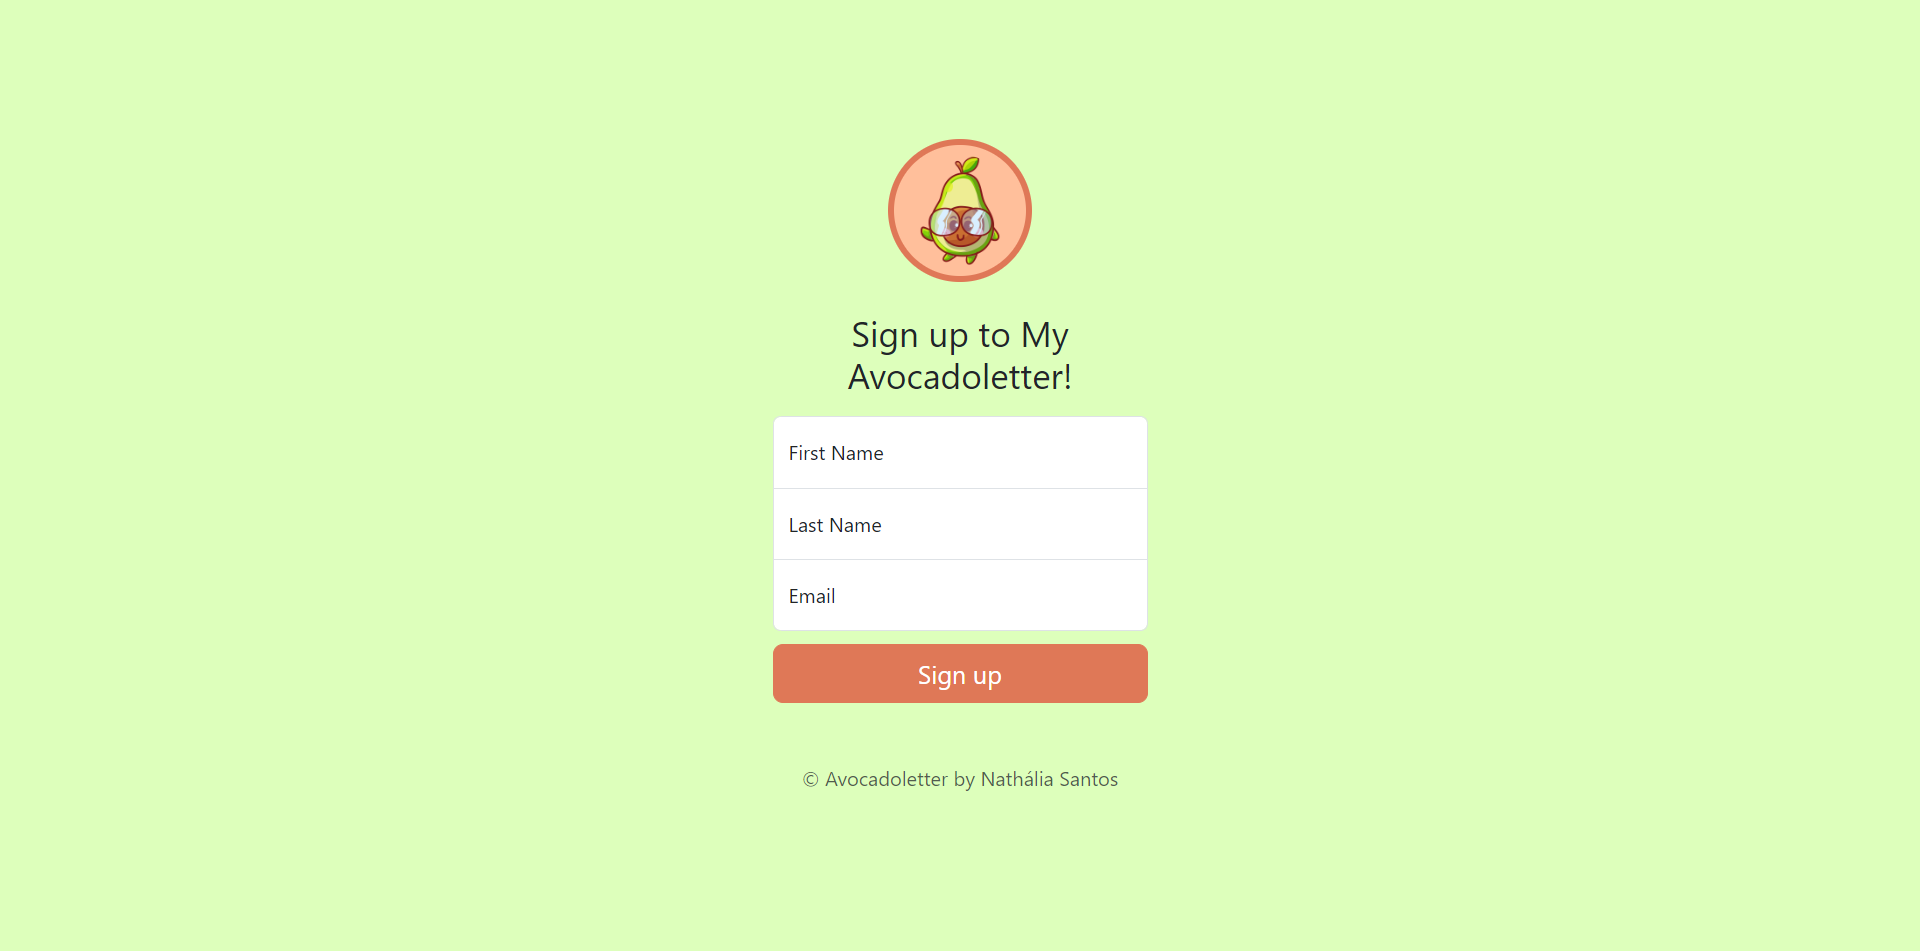 Sign up to My
Avocadoletter!
First Name
Last Name
Email
Sign up
© Avocadoletter by Nathália Santos